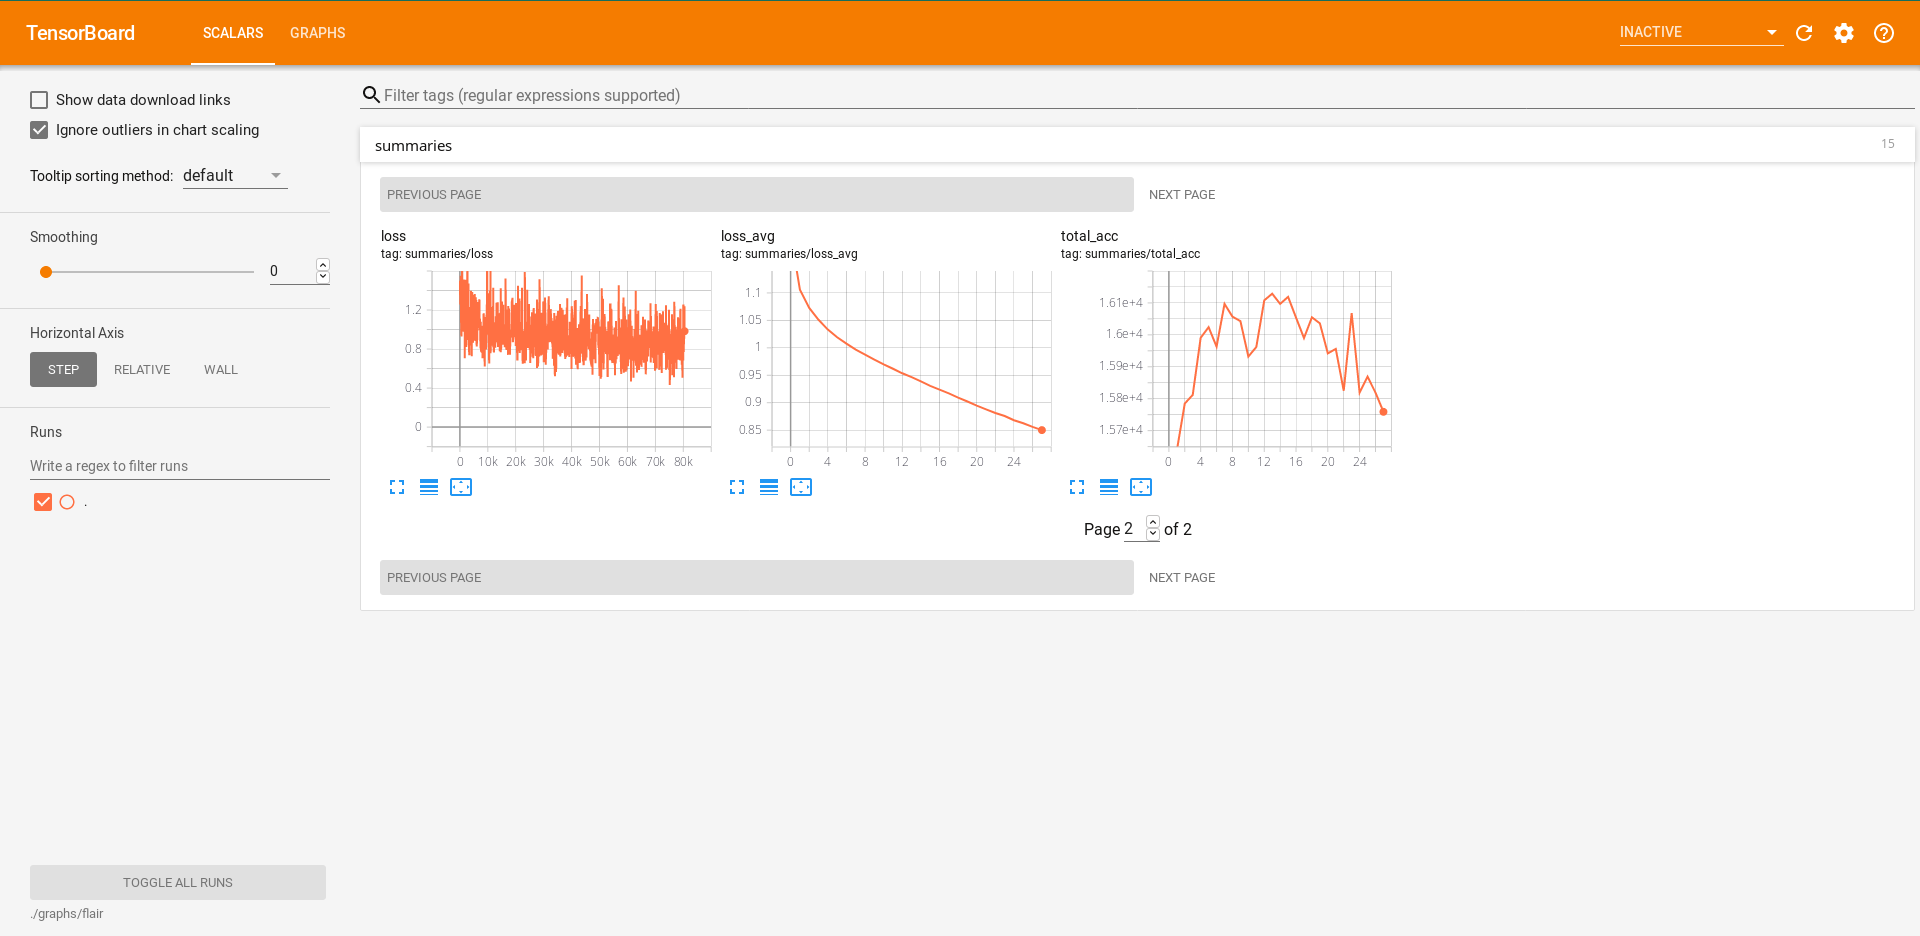 TensorBoard SCALARS GRAPHS INACTIVE
Show data download links
Ignore outliers in chart scaling
Tooltip sorting method: default
Smoothing
0
Horizontal Axis
STEP RELATIVE WALL
Runs
Write a regex to filter runs
.
TOGGLE ALL RUNS
./graphs/flair
Filter tags (regular expressions supported)
summaries 15
PREVIOUS PAGE NEXT PAGE
loss
tag: summaries/loss
1.2
0.8
0.4
0
0 10k 20k 30k 40k 50k 60k 70k 80k
loss_avg
tag: summaries/loss_avg
1.1
1.05
1
0.95
0.9
0.85
0 4 8 12 16 20 24
total_acc
tag: summaries/total_acc
1.61e+4
1.6e+4
1.59e+4
1.58e+4
1.57e+4
0 4 8 12 16 20 24
Page 2 of 2
PREVIOUS PAGE NEXT PAGE